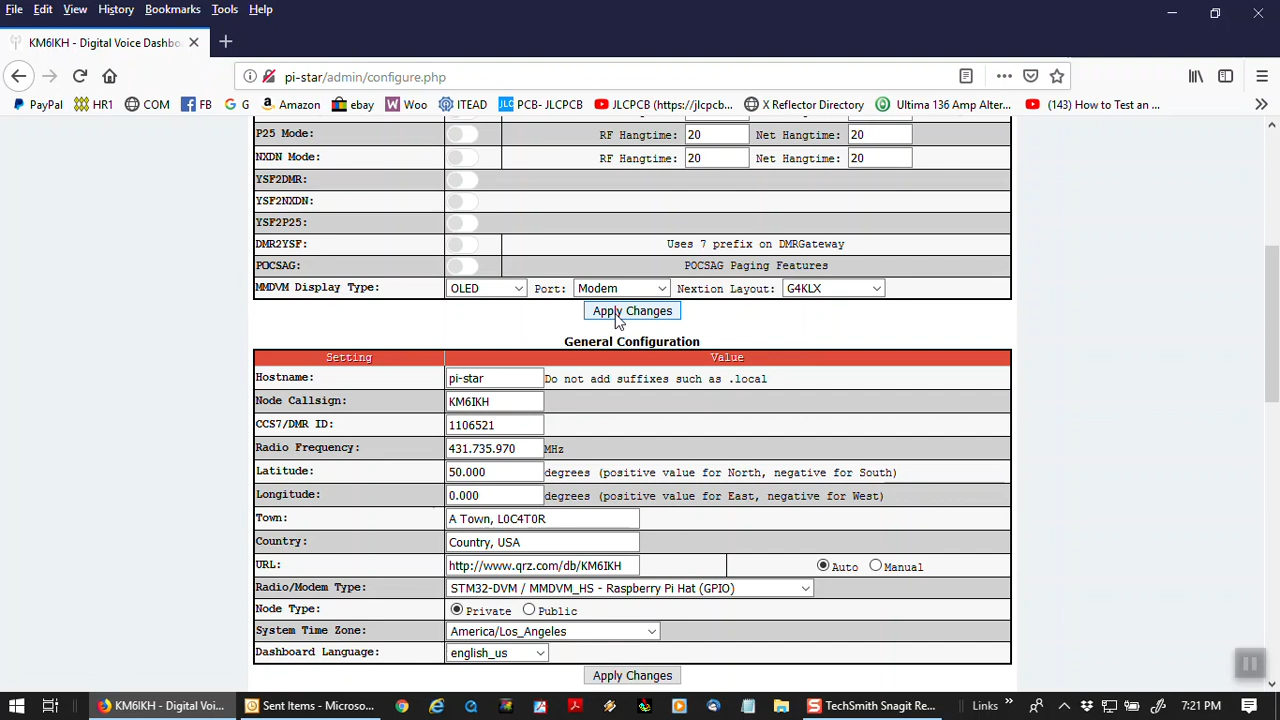 File Edit View History Bookmarks Tools Help
KM6IKH - Digital Voice Dashbo
pi-star/admin/configure.php
PayPal HR1 COM FB G Amazon ebay Woo ITEAD PCB- JLCPCB JLCPCB (https://jlcpcb... X Reflector Directory Ultima 136 Amp Alter... (143) How to Test an ...
P25 Mode: RF Hangtime: 20 Net Hangtime: 20
NXDN Mode: RF Hangtime: 20 Net Hangtime: 20
YSF2DMR:
YSF2NXDN:
YSF2P25:
DMR2YSF: Uses 7 prefix on DMRGateway
POCSAG: POCSAG Paging Features
MMDVM Display Type: OLED Port: Modem Nextion Layout: G4KLX
Apply Changes
General Configuration
Setting Value
Hostname: pi-star Do not add suffixes such as .local
Node Callsign: KM6IKH
CCS7/DMR ID: 1106521
Radio Frequency: 431.735.970 MHz
Latitude: 50.000 degrees (positive value for North, negative for South)
Longitude: 0.000 degrees (positive value for East, negative for West)
Town: A Town, L0C4T0R
Country: Country, USA
URL: http://www.qrz.com/db/KM6IKH Auto Manual
Radio/Modem Type: STM32-DVM / MMDVM_HS - Raspberry Pi Hat (GPIO)
Node Type: Private Public
System Time Zone: America/Los_Angeles
Dashboard Language: english_us
Apply Changes
KM6IKH - Digital Voi... Sent Items - Microso... TechSmith Snagit Re... Links 7:21 PM